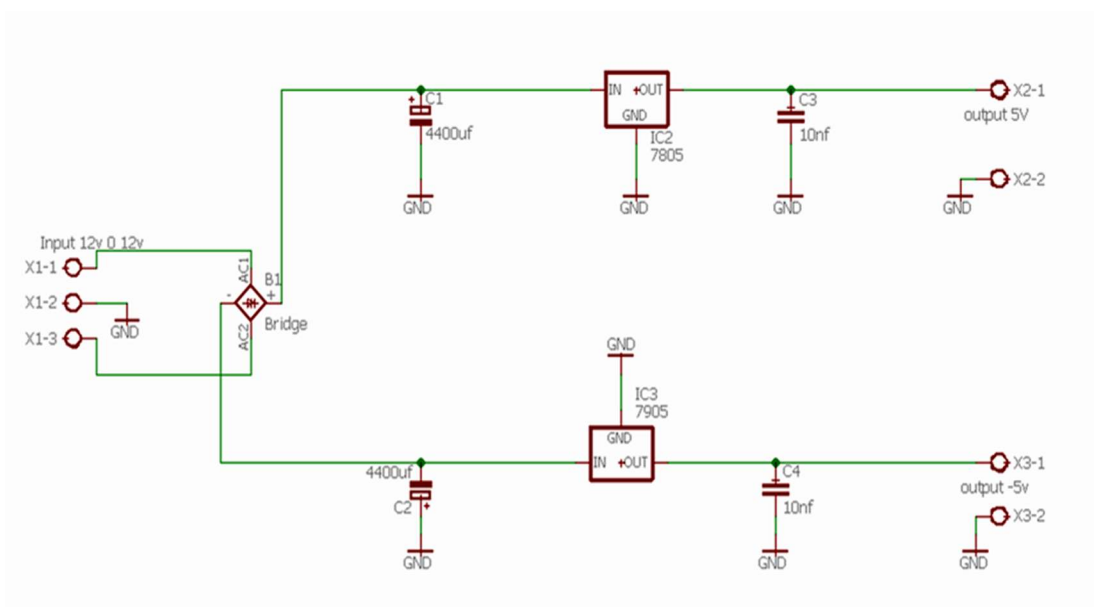 C1
4400uf
GND
IN +OUT
GND
IC2
7805
GND
C3
10nf
GND
X2-1
output 5V
X2-2
GND
Input 12v 0 12v
X1-1
X1-2
X1-3
GND
AC1
AC2
-
+
B1
Bridge
4400uf
C2
+
GND
GND
IC3
7905
GND
IN +OUT
C4
10nf
GND
X3-1
output -5v
X3-2
GND